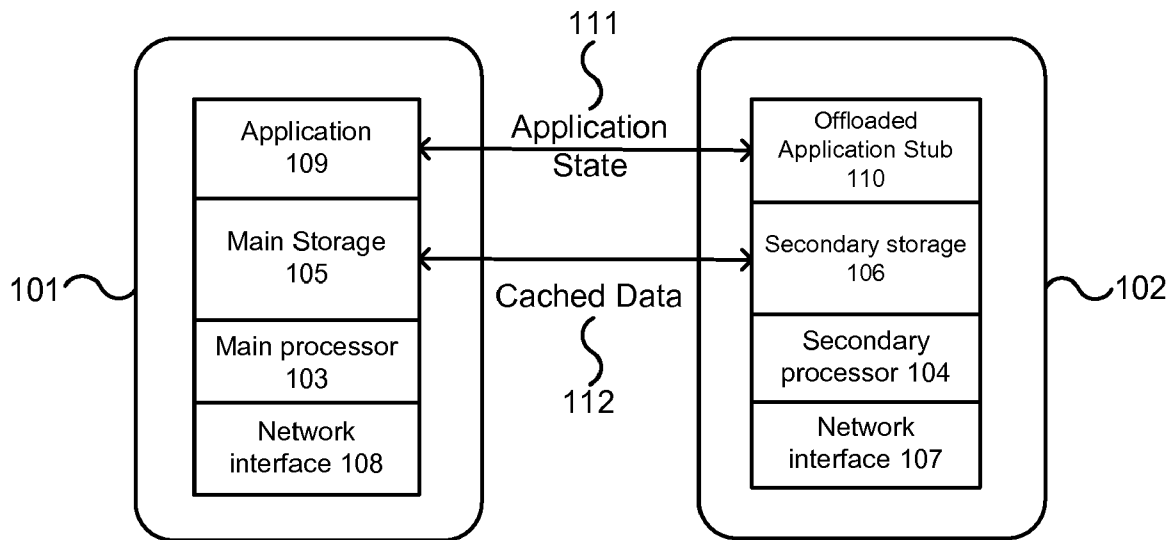 111
Application
109
Application
State
Offloaded
Application Stub
110
Main Storage
105
Secondary storage
106
101
102
Cached Data
112
Main processor
103
Secondary
processor 104
Network
interface 108
Network
interface 107